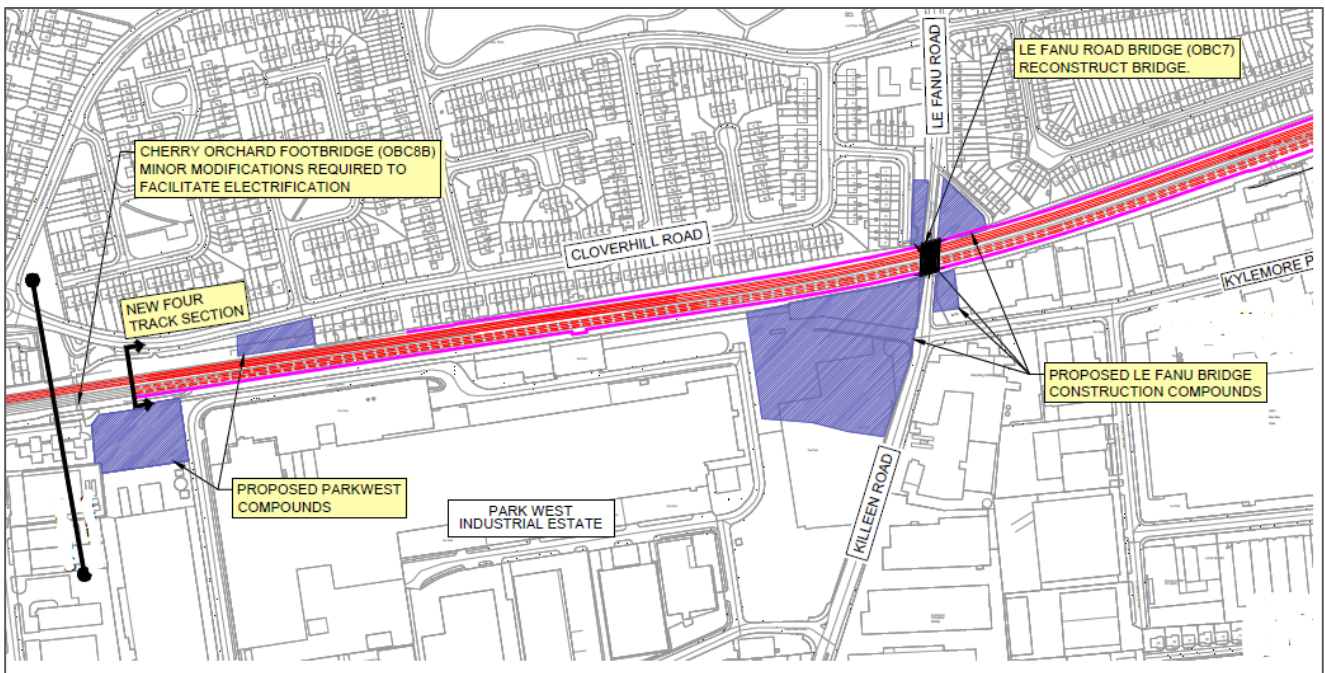 LE FANU ROAD
LE FANU ROAD BRIDGE (OBC7)
RECONSTRUCT BRIDGE.
CHERRY ORCHARD FOOTBRIDGE (OBC8B)
MINOR MODIFICATIONS REQUIRED TO
FACILITATE ELECTRIFICATION
CLOVERHILL ROAD
NEW FOUR
TRACK SECTION
KYLEMORE P
PROPOSED LE FANU BRIDGE
CONSTRUCTION COMPOUNDS
PROPOSED PARKWEST
COMPOUNDS
PARK WEST
INDUSTRIAL ESTATE
KILLEEN ROAD